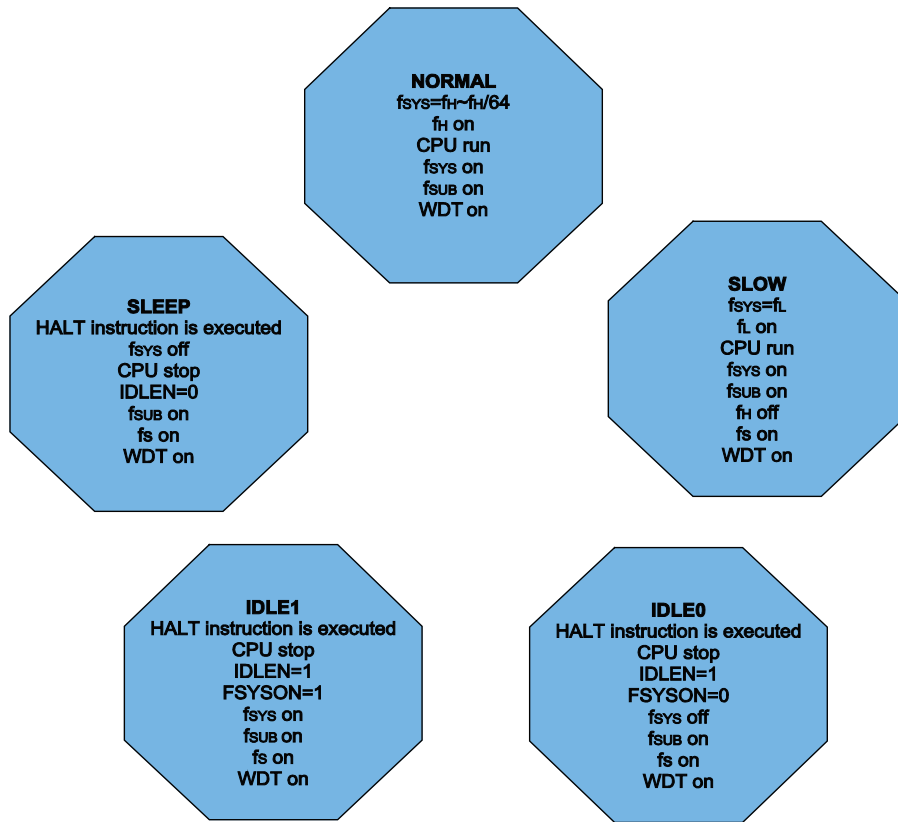 NORMAL
fSYS=fH~fH/64
fH on
CPU run
fSYS on
fSUB on
WDT on
SLEEP
HALT instruction is executed
fSYS off
CPU stop
IDLEN=0
fSUB on
fS on
WDT on
SLOW
fSYS=fL
fL on
CPU run
fSYS on
fSUB on
fH off
fS on
WDT on
IDLE1
HALT instruction is executed
CPU stop
IDLEN=1
FSYSON=1
fSYS on
fSUB on
fS on
WDT on
IDLE0
HALT instruction is executed
CPU stop
IDLEN=1
FSYSON=0
fSYS off
fSUB on
fS on
WDT on